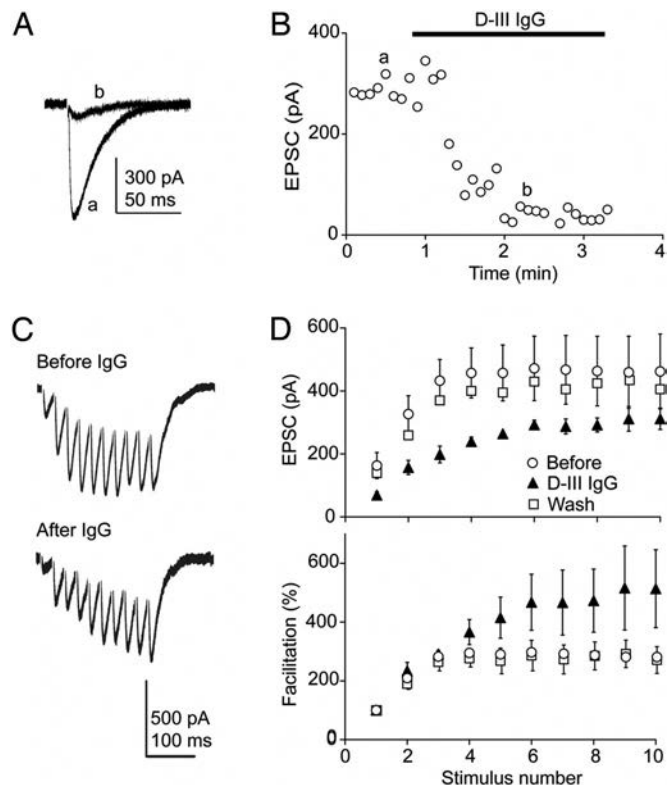 A
b
a
300 pA
50 ms
B
D-III IgG
400
200
0
EPSC (pA)
a
b
0 1 2 3 4
Time (min)
C
Before IgG
After IgG
500 pA
100 ms
D
600
400
200
0
EPSC (pA)
Before
D-III IgG
Wash
600
400
200
0
Facilitation (%)
0 2 4 6 8 10
Stimulus number